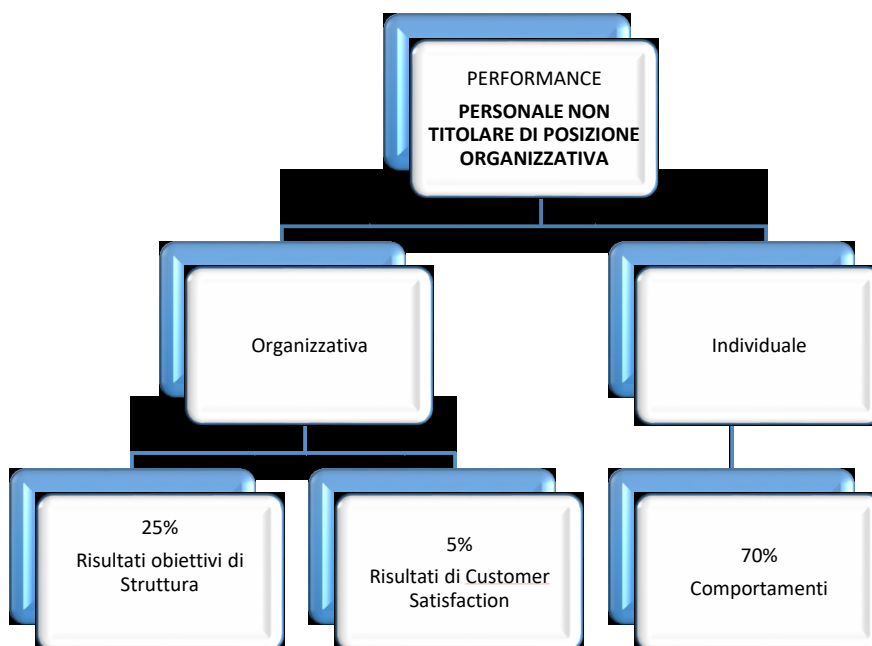 PERFORMANCE
PERSONALE NON
TITOLARE DI POSIZIONE
ORGANIZZATIVA
Organizzativa
Individuale
25%
Risultati obiettivi di
Struttura
5%
Risultati di Customer
Satisfaction
70%
Comportamenti